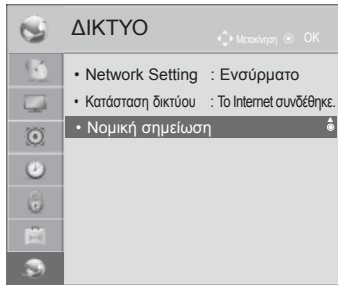 ΔΙΚΤΥΟ
Μετακίνηση OK
• Network Setting : Ενσύρματο
• Κατάσταση δικτύου : Το Internet συνδέθηκε.
• Νομική σημείωση